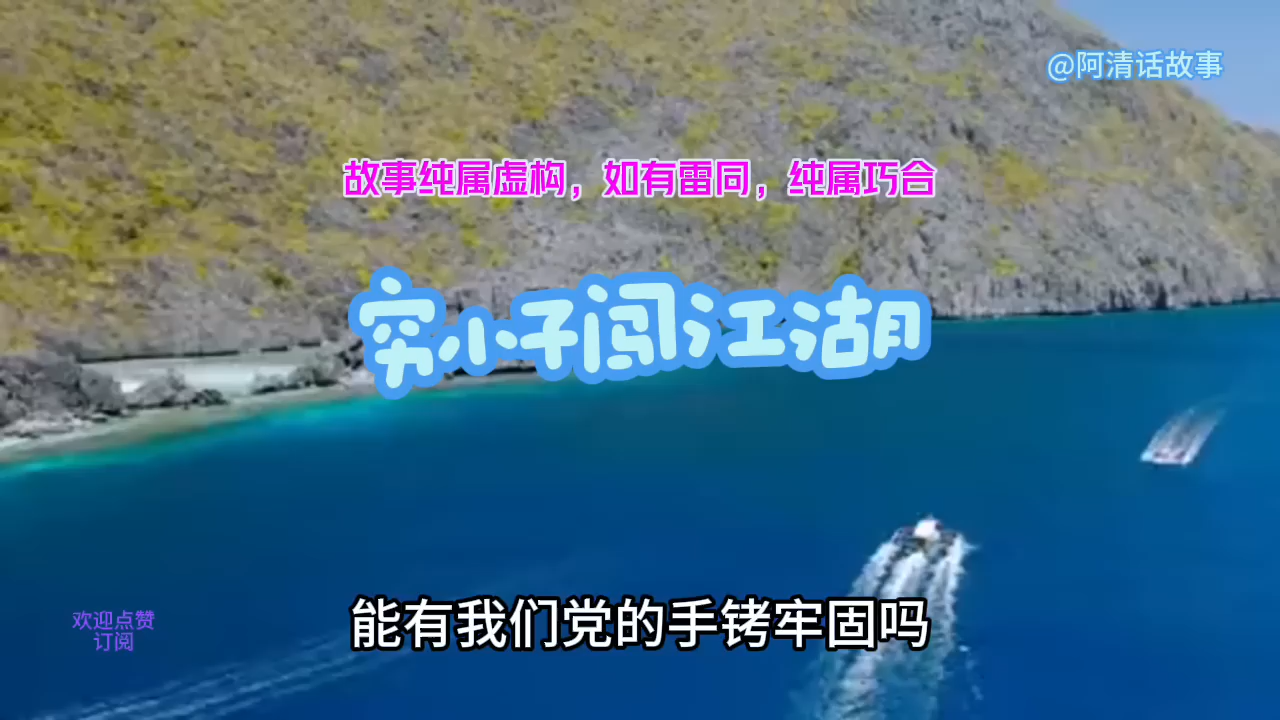 @阿清话故事
故事纯属虚构，如有雷同，纯属巧合
穷小子闯江湖
能有我们党的手铐牢固吗
欢迎点赞
订阅